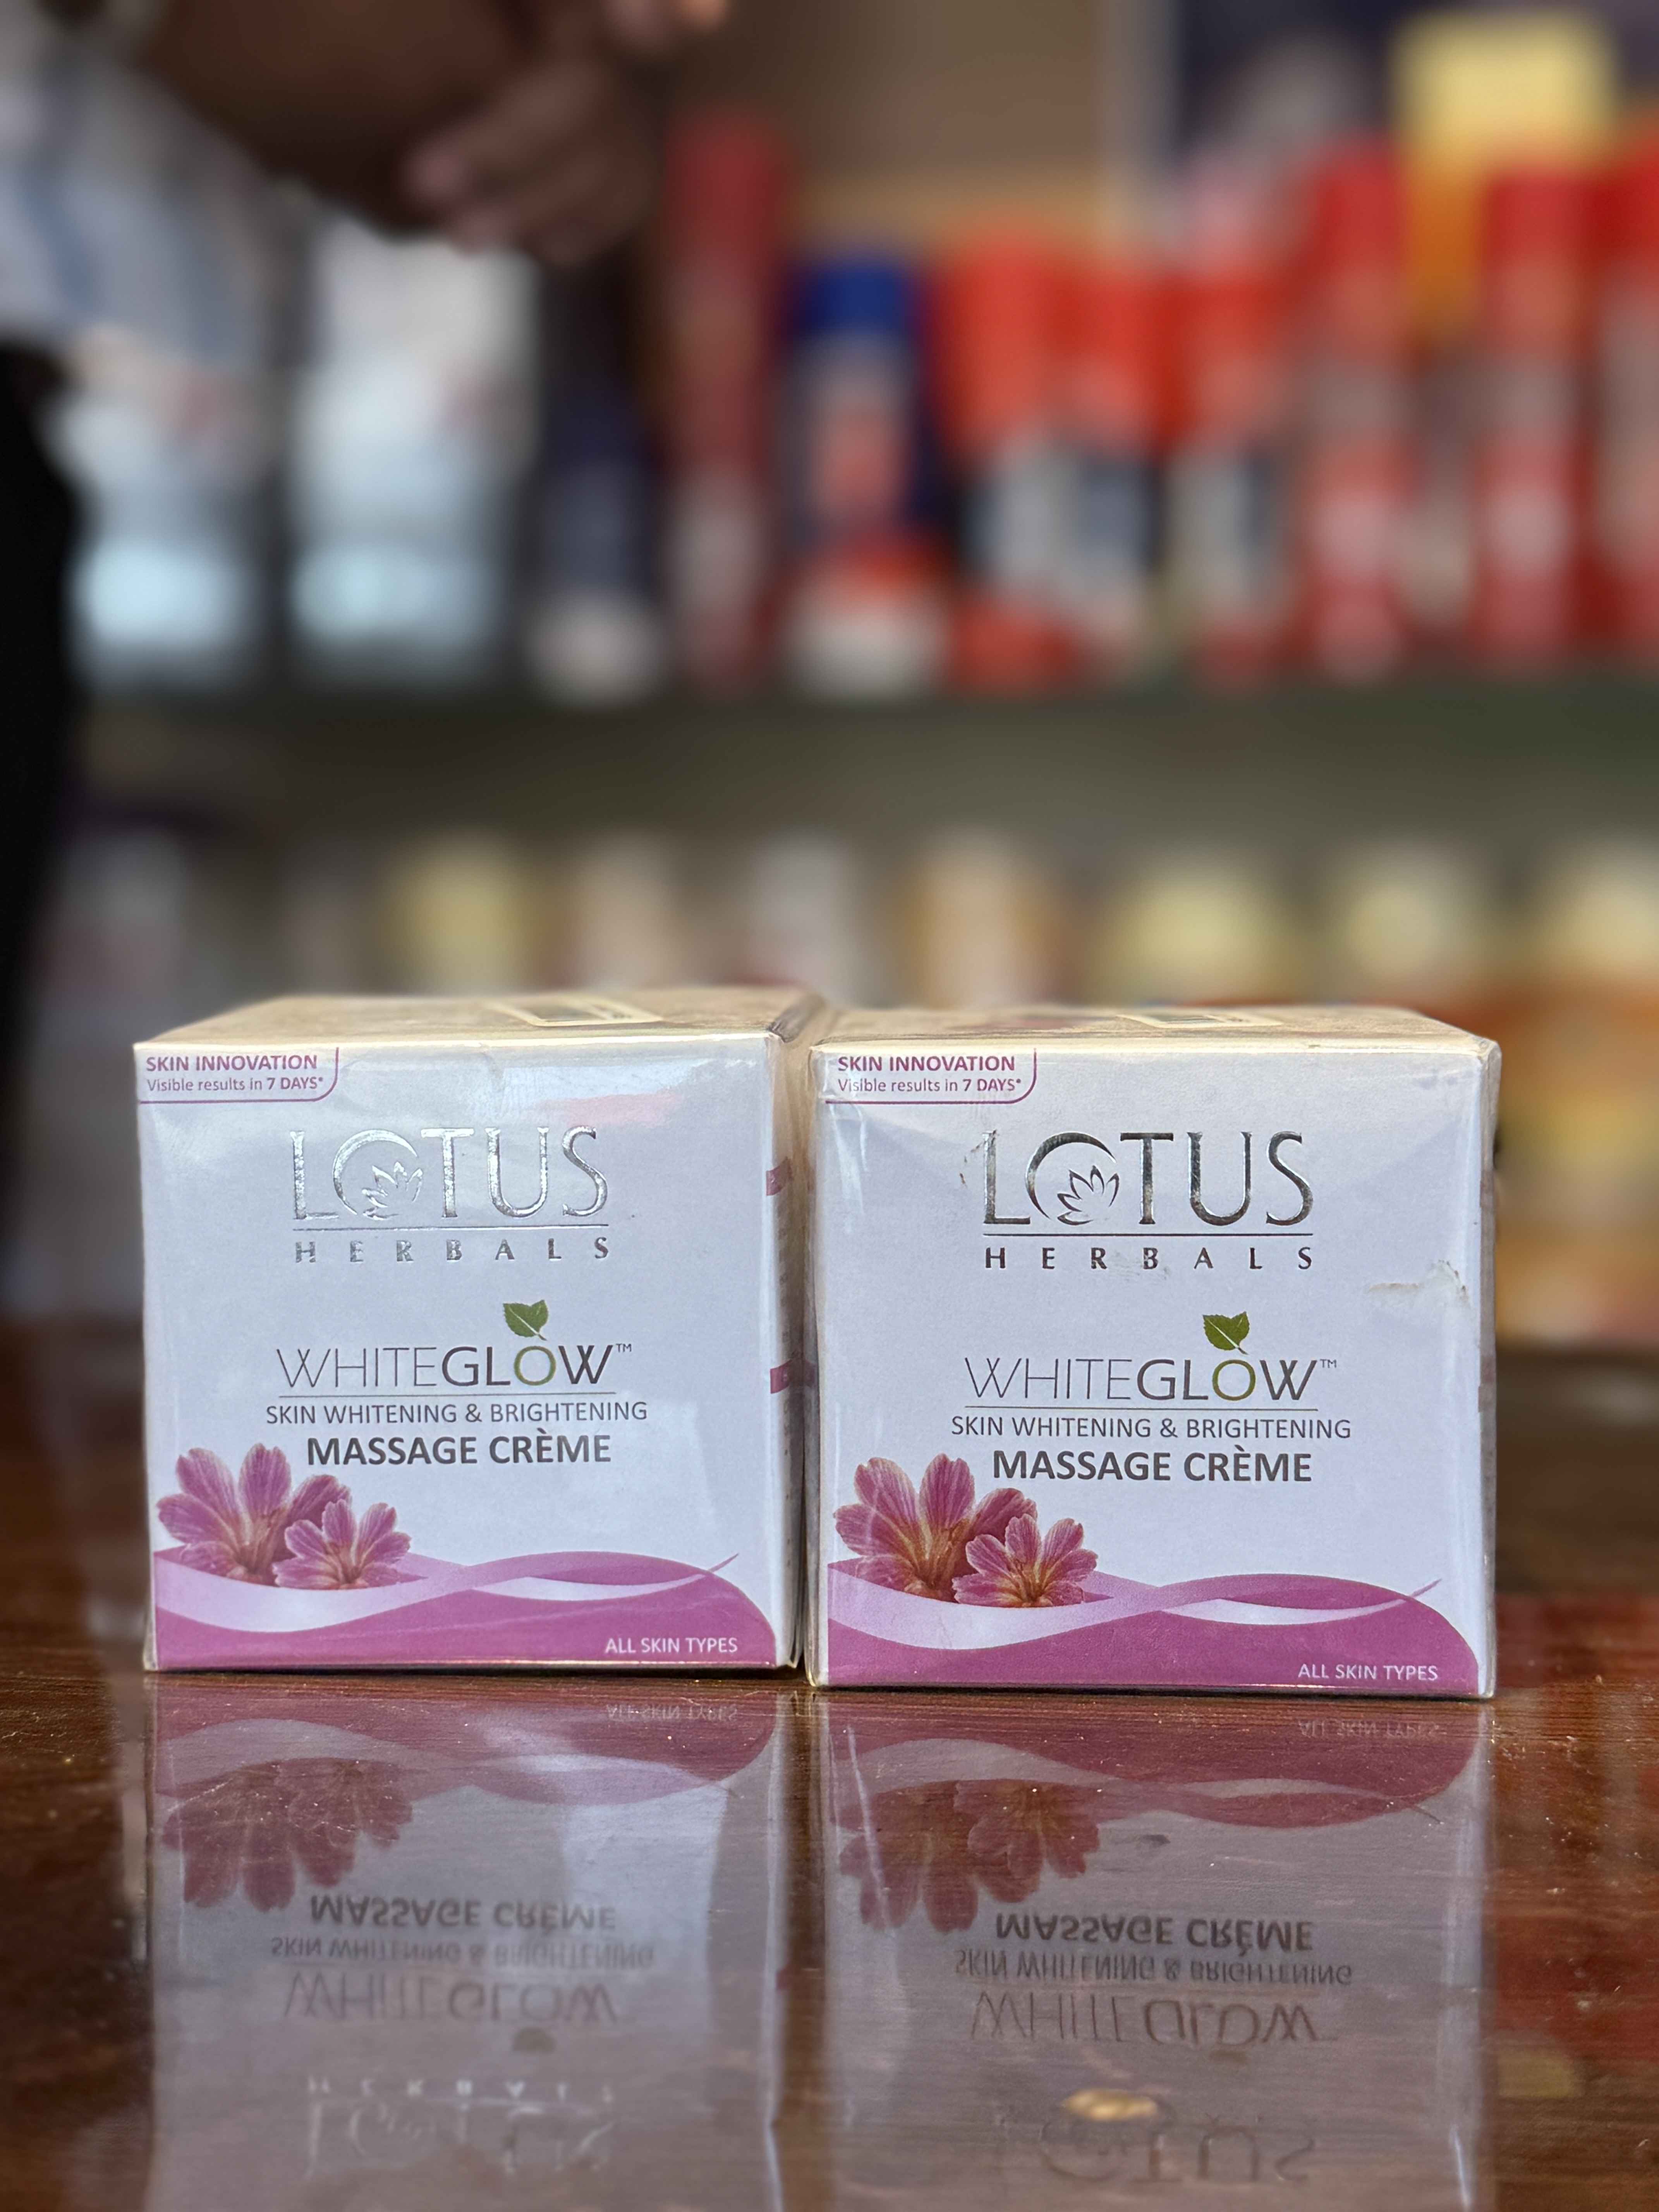 SKIN INNOVATION
Visible results in 7 DAYS*
LOTUS
HERBALS
WHITEGLOW™
SKIN WHITENING & BRIGHTENING
MASSAGE CRÈME
ALL SKIN TYPES
SKIN INNOVATION
Visible results in 7 DAYS*
LOTUS
HERBALS
WHITEGLOW™
SKIN WHITENING & BRIGHTENING
MASSAGE CRÈME
ALL SKIN TYPES